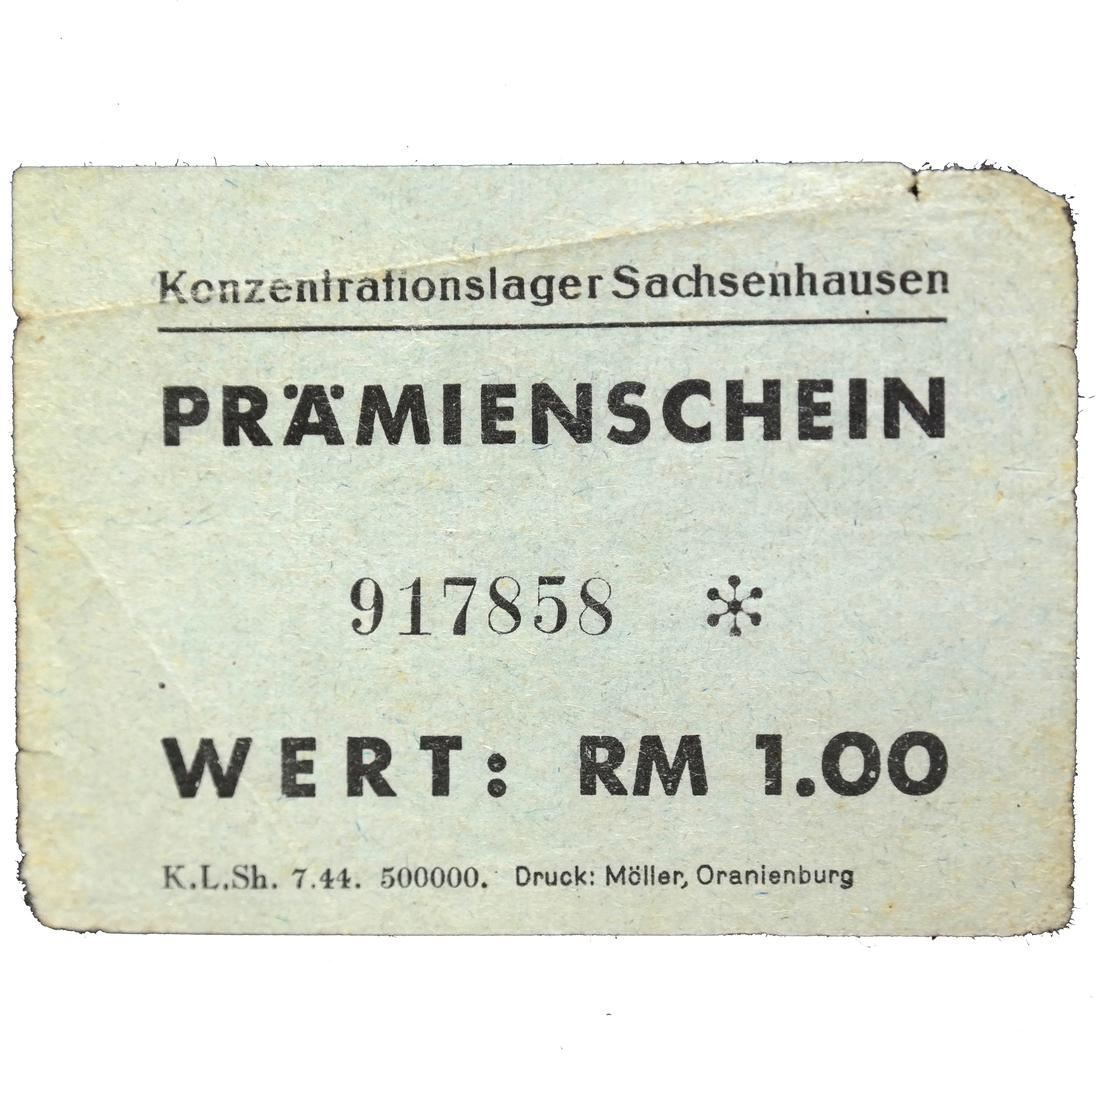 Konzentrationslager Sachsenhausen
PRÄMIENSCHEIN
917858 *
WERT: RM 1.00
K.L.Sh. 7.44. 500000. Druck: Möller, Oranienburg